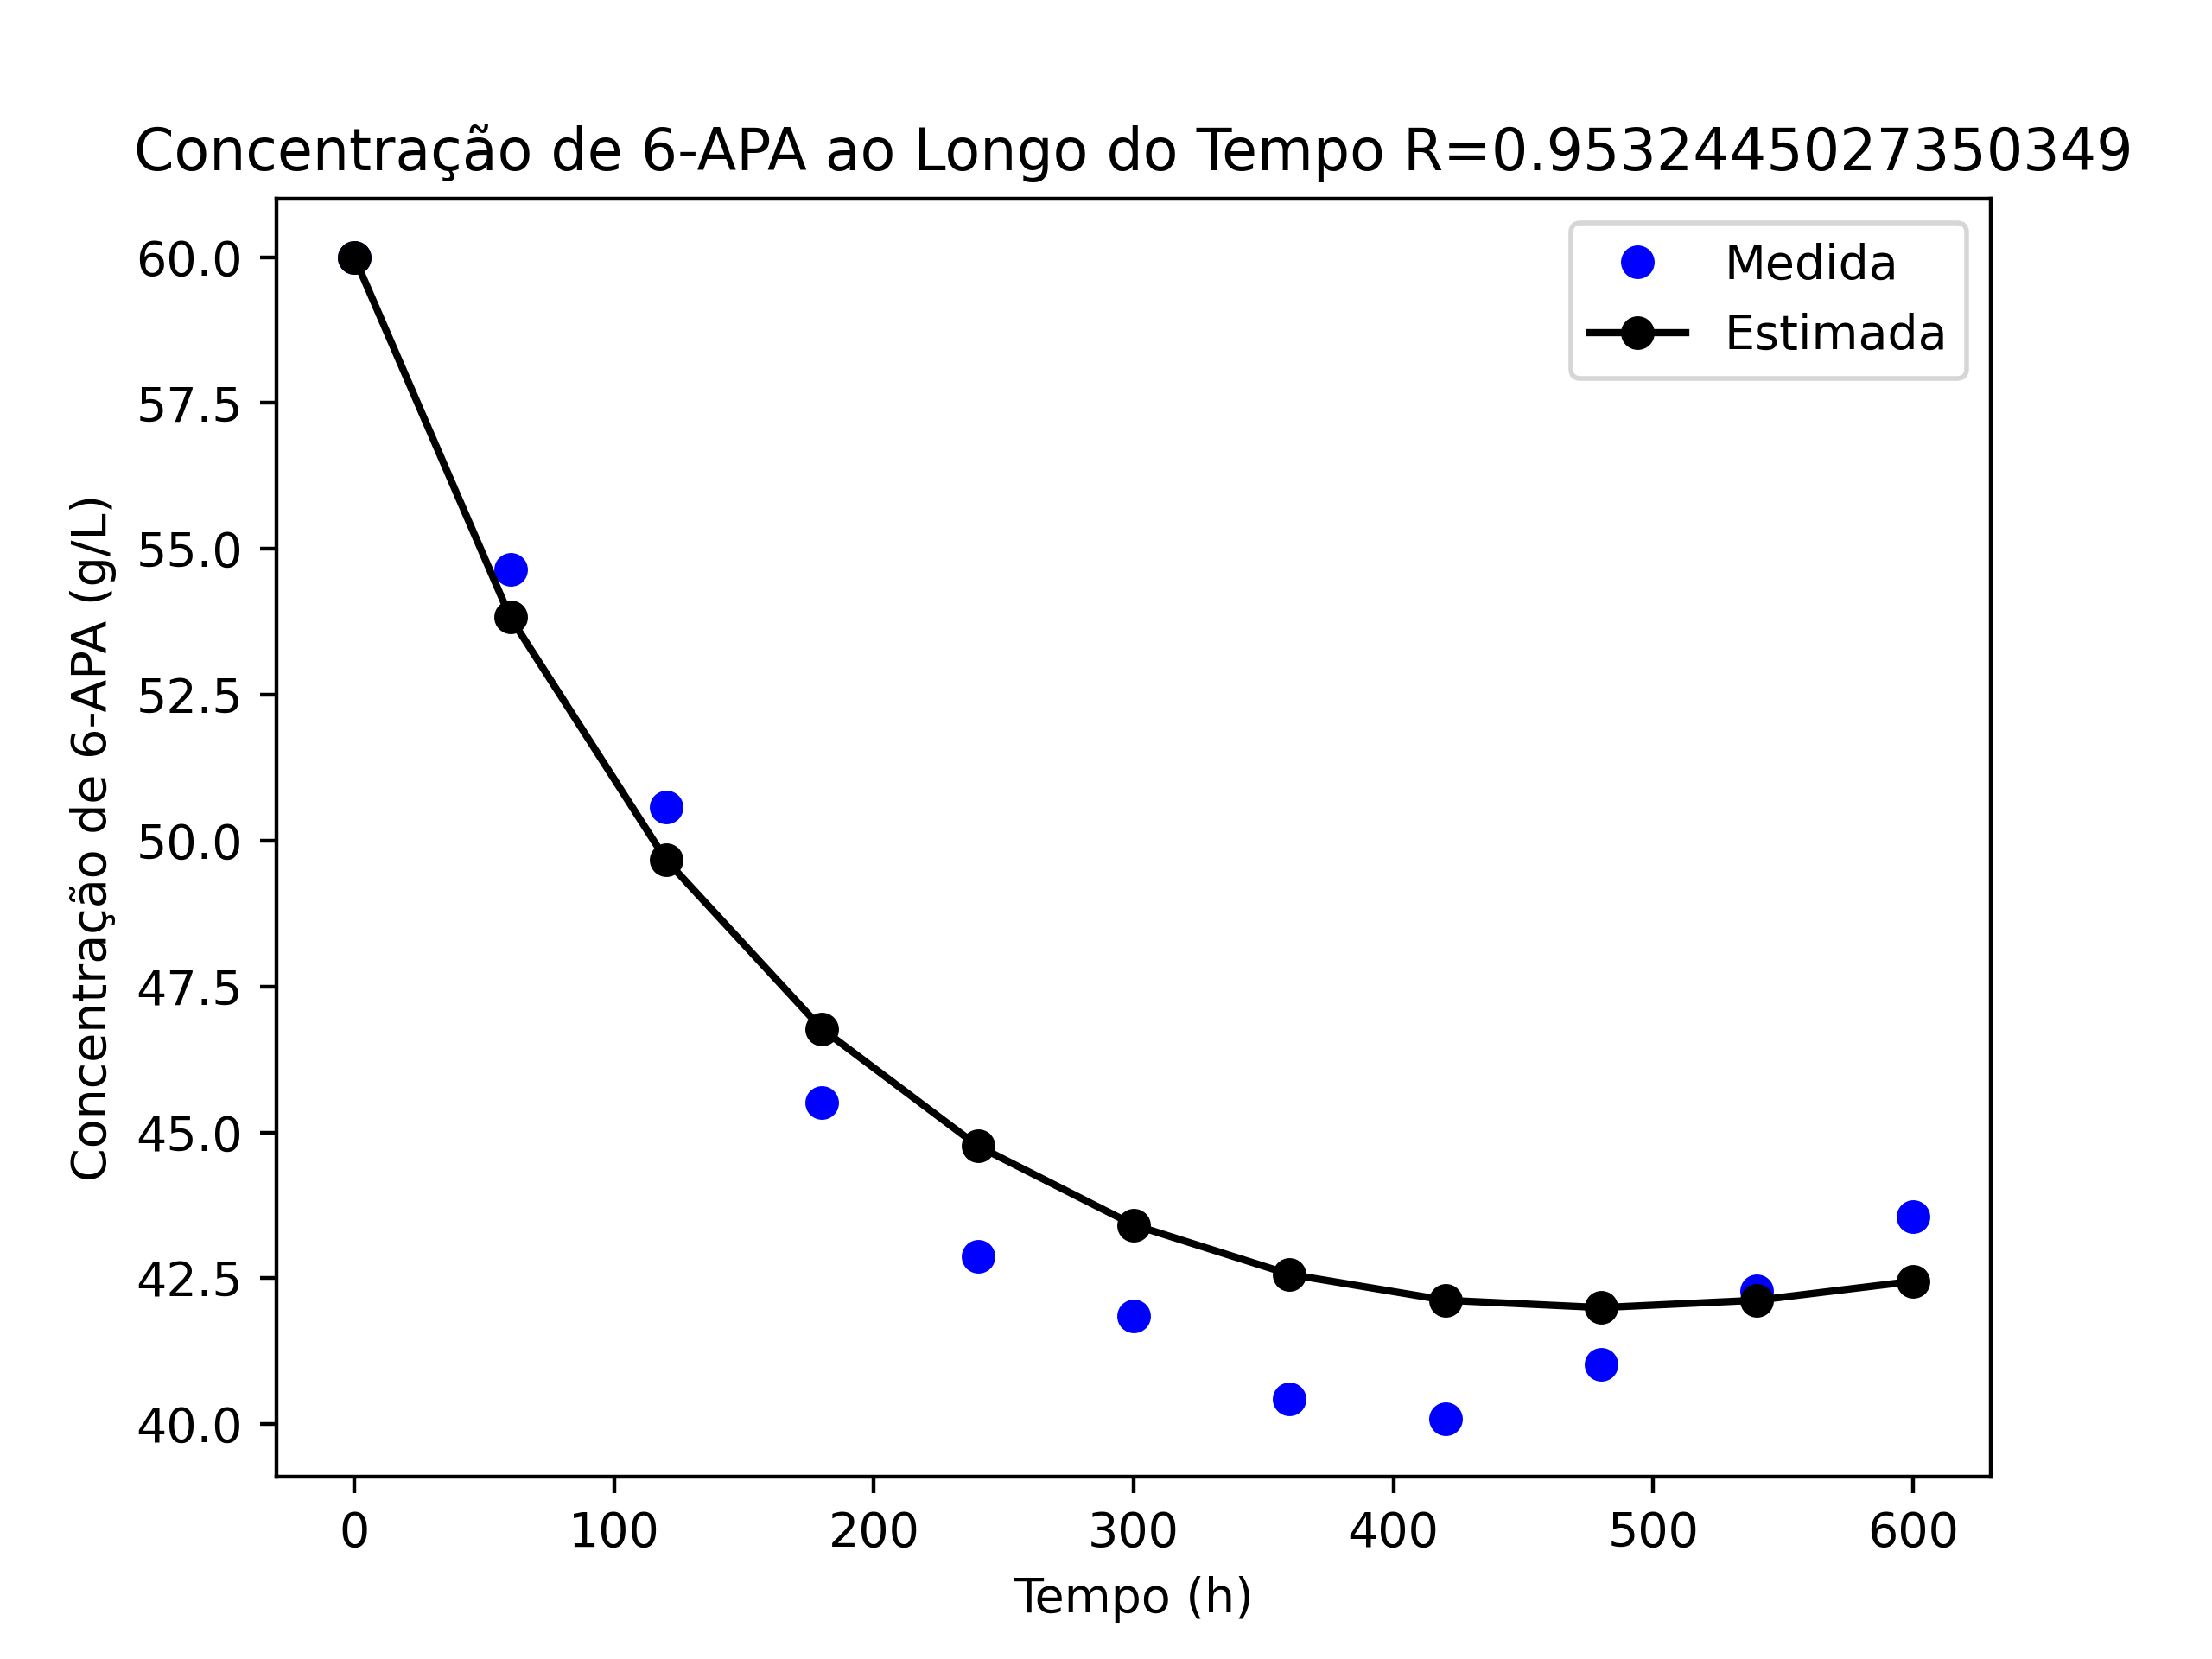 Concentração de 6-APA ao Longo do Tempo R=0.9532445027350349
Medida
Estimada
Concentração de 6-APA (g/L)
60.0
57.5
55.0
52.5
50.0
47.5
45.0
42.5
40.0
0 100 200 300 400 500 600
Tempo (h)